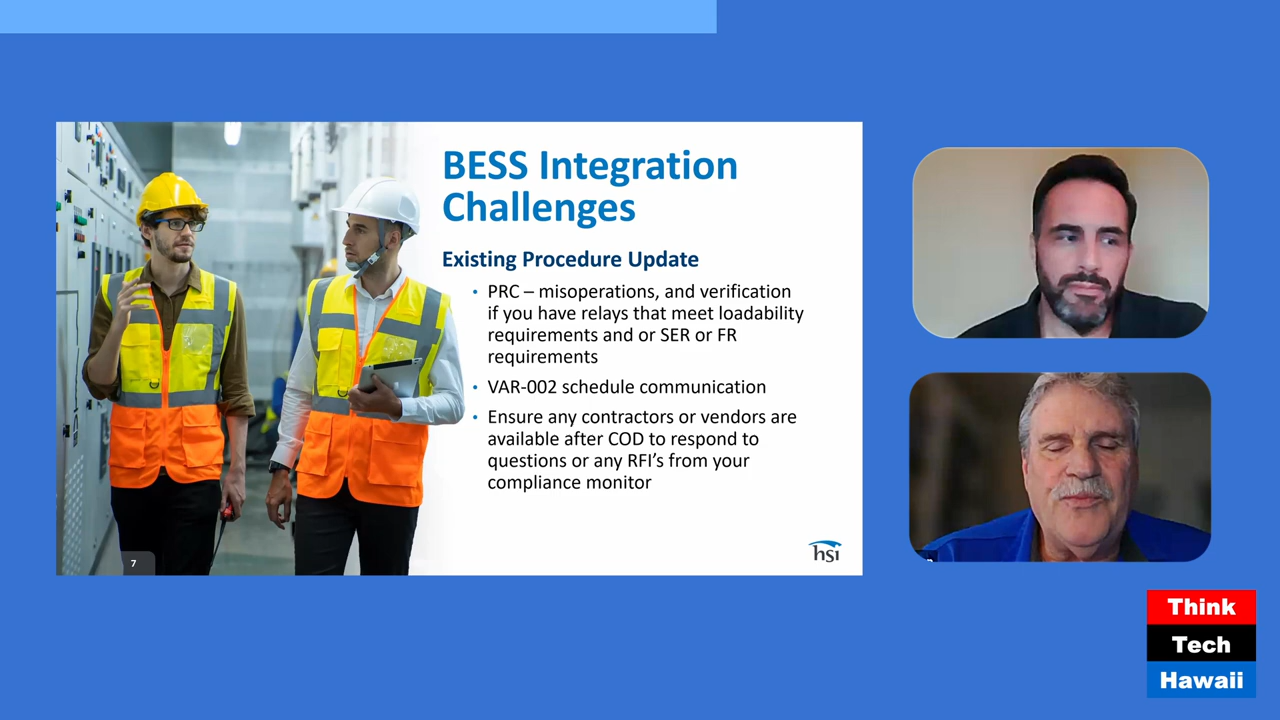 BESS Integration
Challenges
Existing Procedure Update
• PRC – misoperations, and verification
if you have relays that meet loadability
requirements and or SER or FR
requirements
• VAR-002 schedule communication
• Ensure any contractors or vendors are
available after COD to respond to
questions or any RFI's from your
compliance monitor
7
hsi
Think
Tech
Hawaii